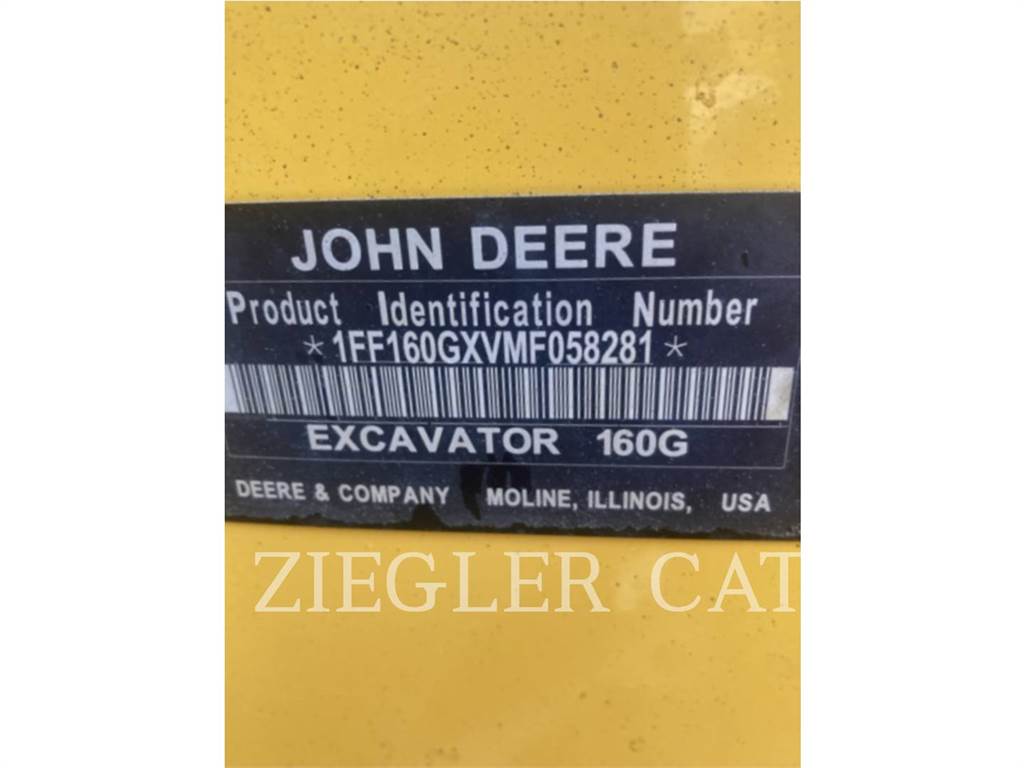 JOHN DEERE
Product Identification Number
*1FF160GXVMF058281*
EXCAVATOR 160G
DEERE & COMPANY MOLINE, ILLINOIS, USA
ZIEGLER CAT